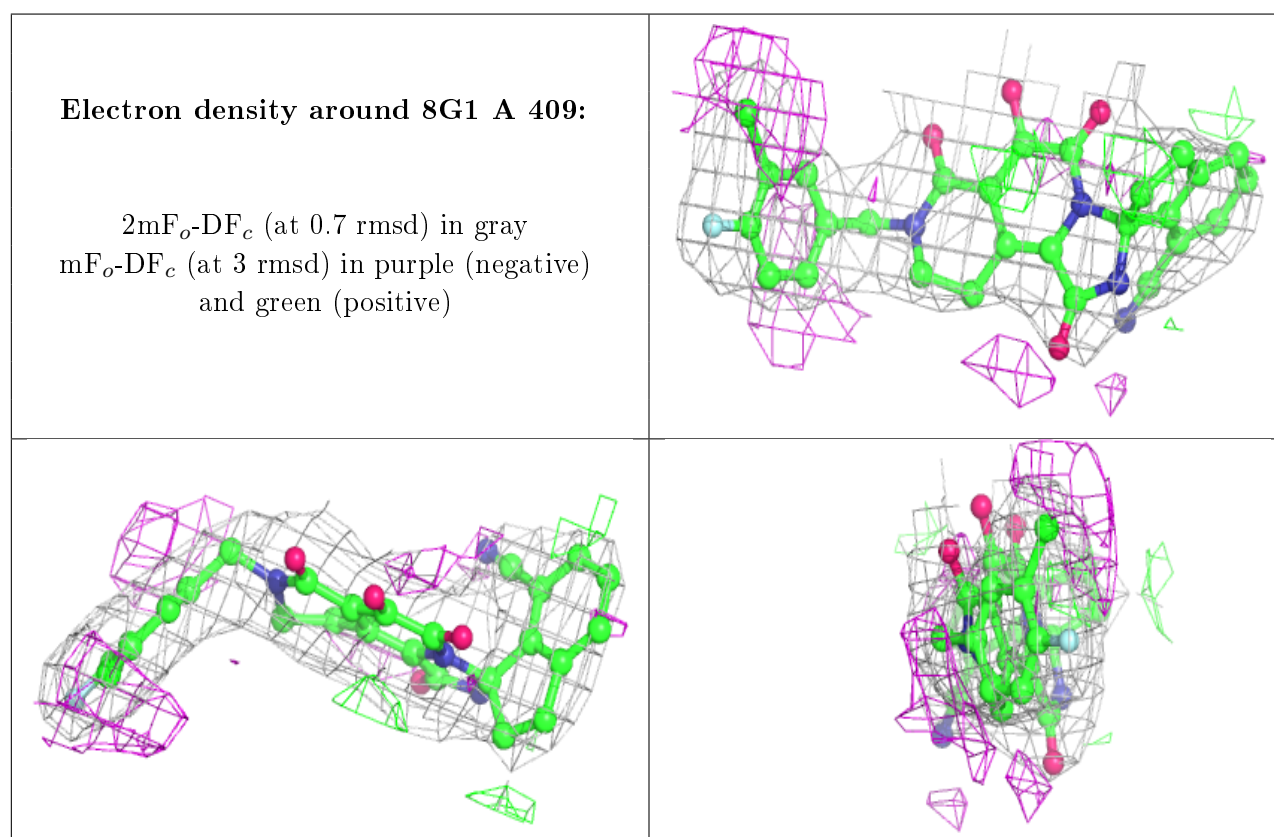 Electron density around 8G1 A 409:
2mFo-DFc (at 0.7 rmsd) in gray
mFo-DFc (at 3 rmsd) in purple (negative)
and green (positive)